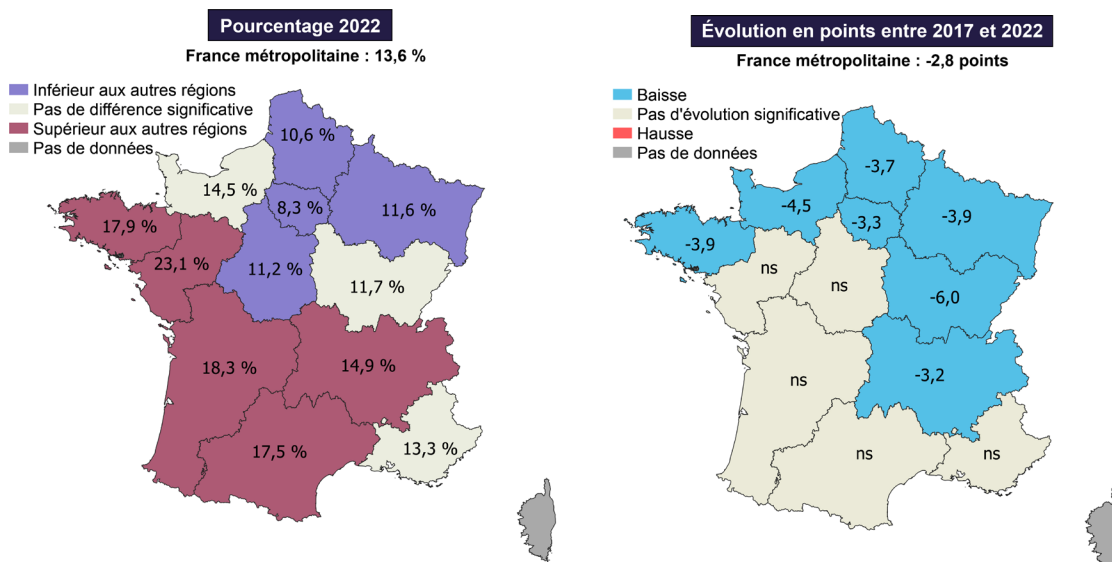 Pourcentage 2022
France métropolitaine : 13,6 %
Inférieur aux autres régions
Pas de différence significative
Supérieur aux autres régions
Pas de données
10,6 %
14,5 %
8,3 %
11,6 %
17,9 %
23,1 %
11,2 %
11,7 %
18,3 %
14,9 %
17,5 %
13,3 %
Évolution en points entre 2017 et 2022
France métropolitaine : -2,8 points
Baisse
Pas d'évolution significative
Hausse
Pas de données
-3,7
-4,5
-3,3
-3,9
-3,9
ns
ns
-6,0
ns
-3,2
ns
ns